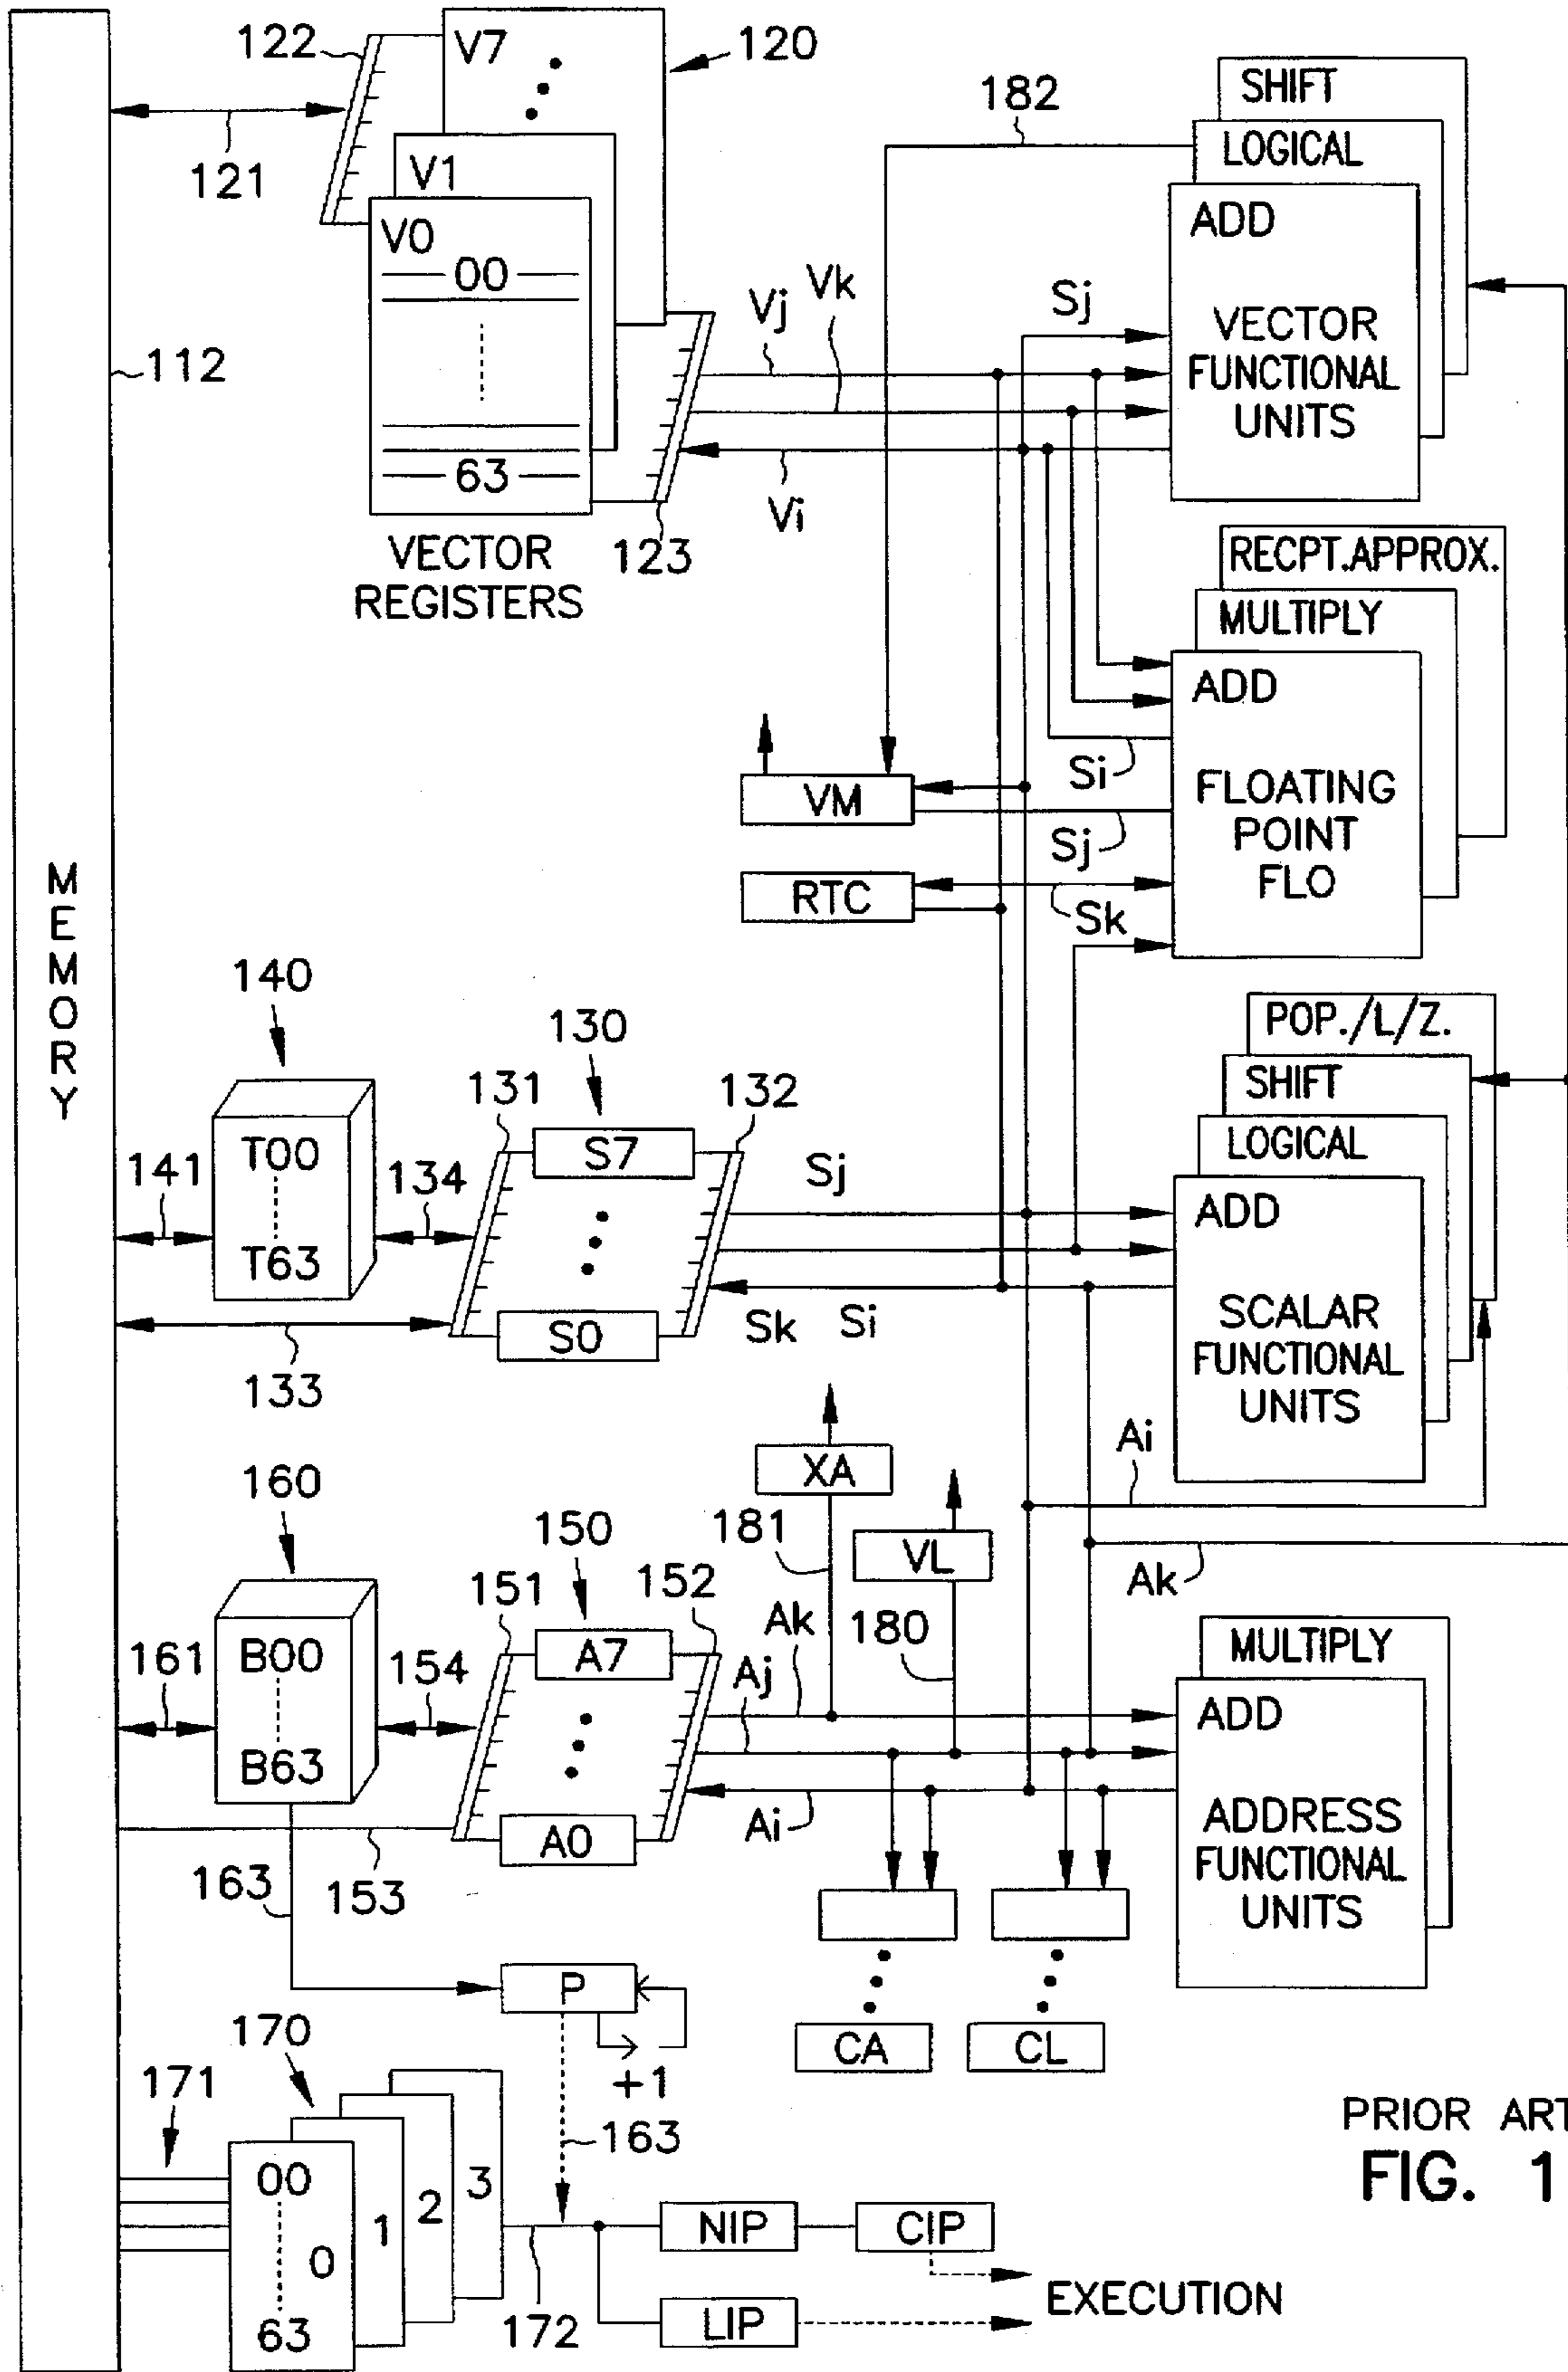 122
V7
120
121
V1
V0
00
63
VECTOR
REGISTERS
123
112
MEMORY
Vj
Vk
Vi
182
SHIFT
LOGICAL
ADD
VECTOR
FUNCTIONAL
UNITS
Sj
RECPT.APPROX.
MULTIPLY
ADD
FLOATING
POINT
FLO
Si
VM
Sj
RTC
Sk
140
T00
T63
141
134
133
131
130
132
S7
S0
Sj
Sk
Si
POP./L/Z.
SHIFT
LOGICAL
ADD
SCALAR
FUNCTIONAL
UNITS
Ai
Ak
XA
181
VL
180
160
B00
B63
161
154
151
150
152
A7
A0
Ak
Aj
Ai
153
163
MULTIPLY
ADD
ADDRESS
FUNCTIONAL
UNITS
P
+1
163
CA
CL
171
170
00
0
63
1
2
3
172
NIP
CIP
LIP
EXECUTION
PRIOR ART
FIG. 1